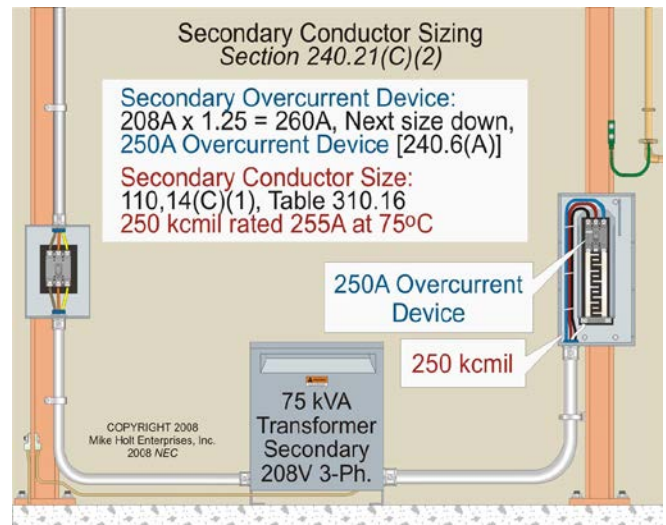 Secondary Conductor Sizing
Section 240.21(C)(2)
Secondary Overcurrent Device:
208A x 1.25 = 260A, Next size down,
250A Overcurrent Device [240.6(A)]
Secondary Conductor Size:
110,14(C)(1), Table 310.16
250 kcmil rated 255A at 75ºC
250A Overcurrent
Device
250 kcmil
75 kVA
Transformer
Secondary
208V 3-Ph.
COPYRIGHT 2008
Mike Holt Enterprises, Inc.
2008 NEC